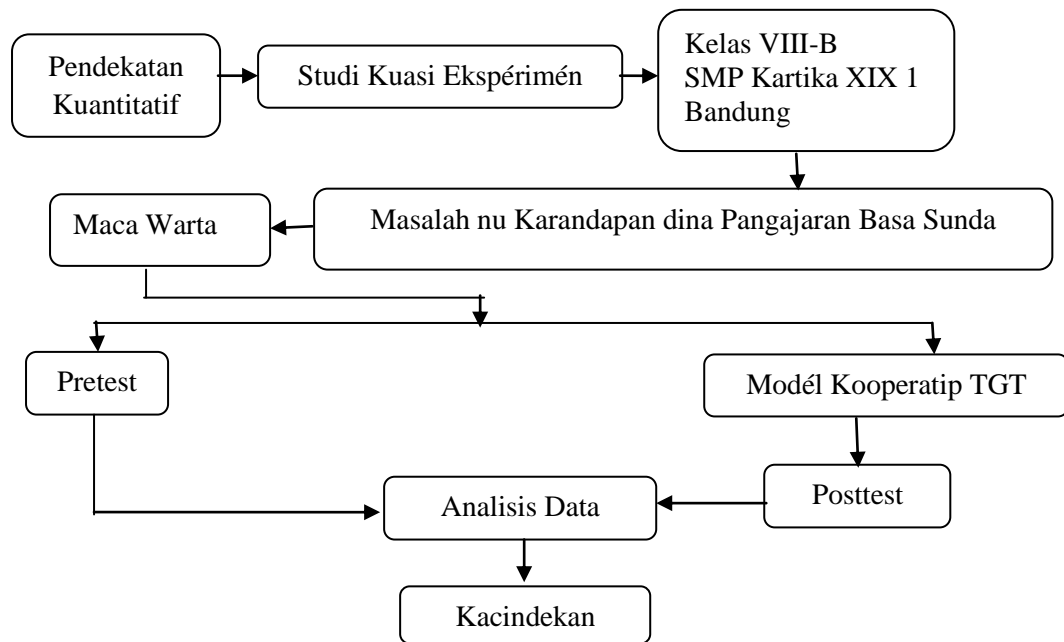 Pendekatan
Kuantitatif
Studi Kuasi Ekspérimén
Kelas VIII-B
SMP Kartika XIX 1
Bandung
Masalah nu Karandapan dina Pangajaran Basa Sunda
Maca Warta
Pretest
Modél Kooperatip TGT
Posttest
Analisis Data
Kacindekan